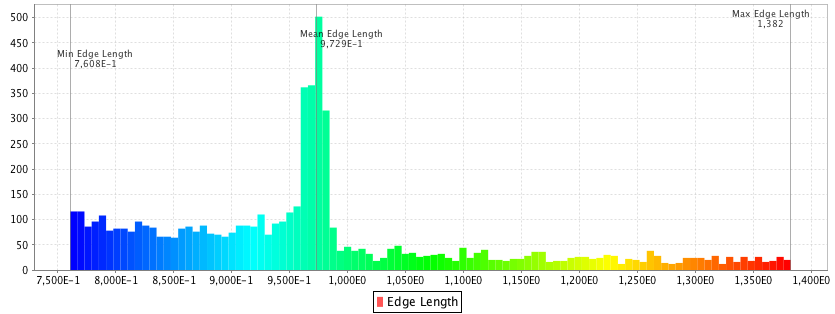 500
450
400
350
300
250
200
150
100
50
0
Min Edge Length
7,608E-1
Mean Edge Length
9,729E-1
Max Edge Length
1,382
7,500E-1 8,000E-1 8,500E-1 9,000E-1 9,500E-1 1,000E0 1,050E0 1,100E0 1,150E0 1,200E0 1,250E0 1,300E0 1,350E0 1,400E0
Edge Length